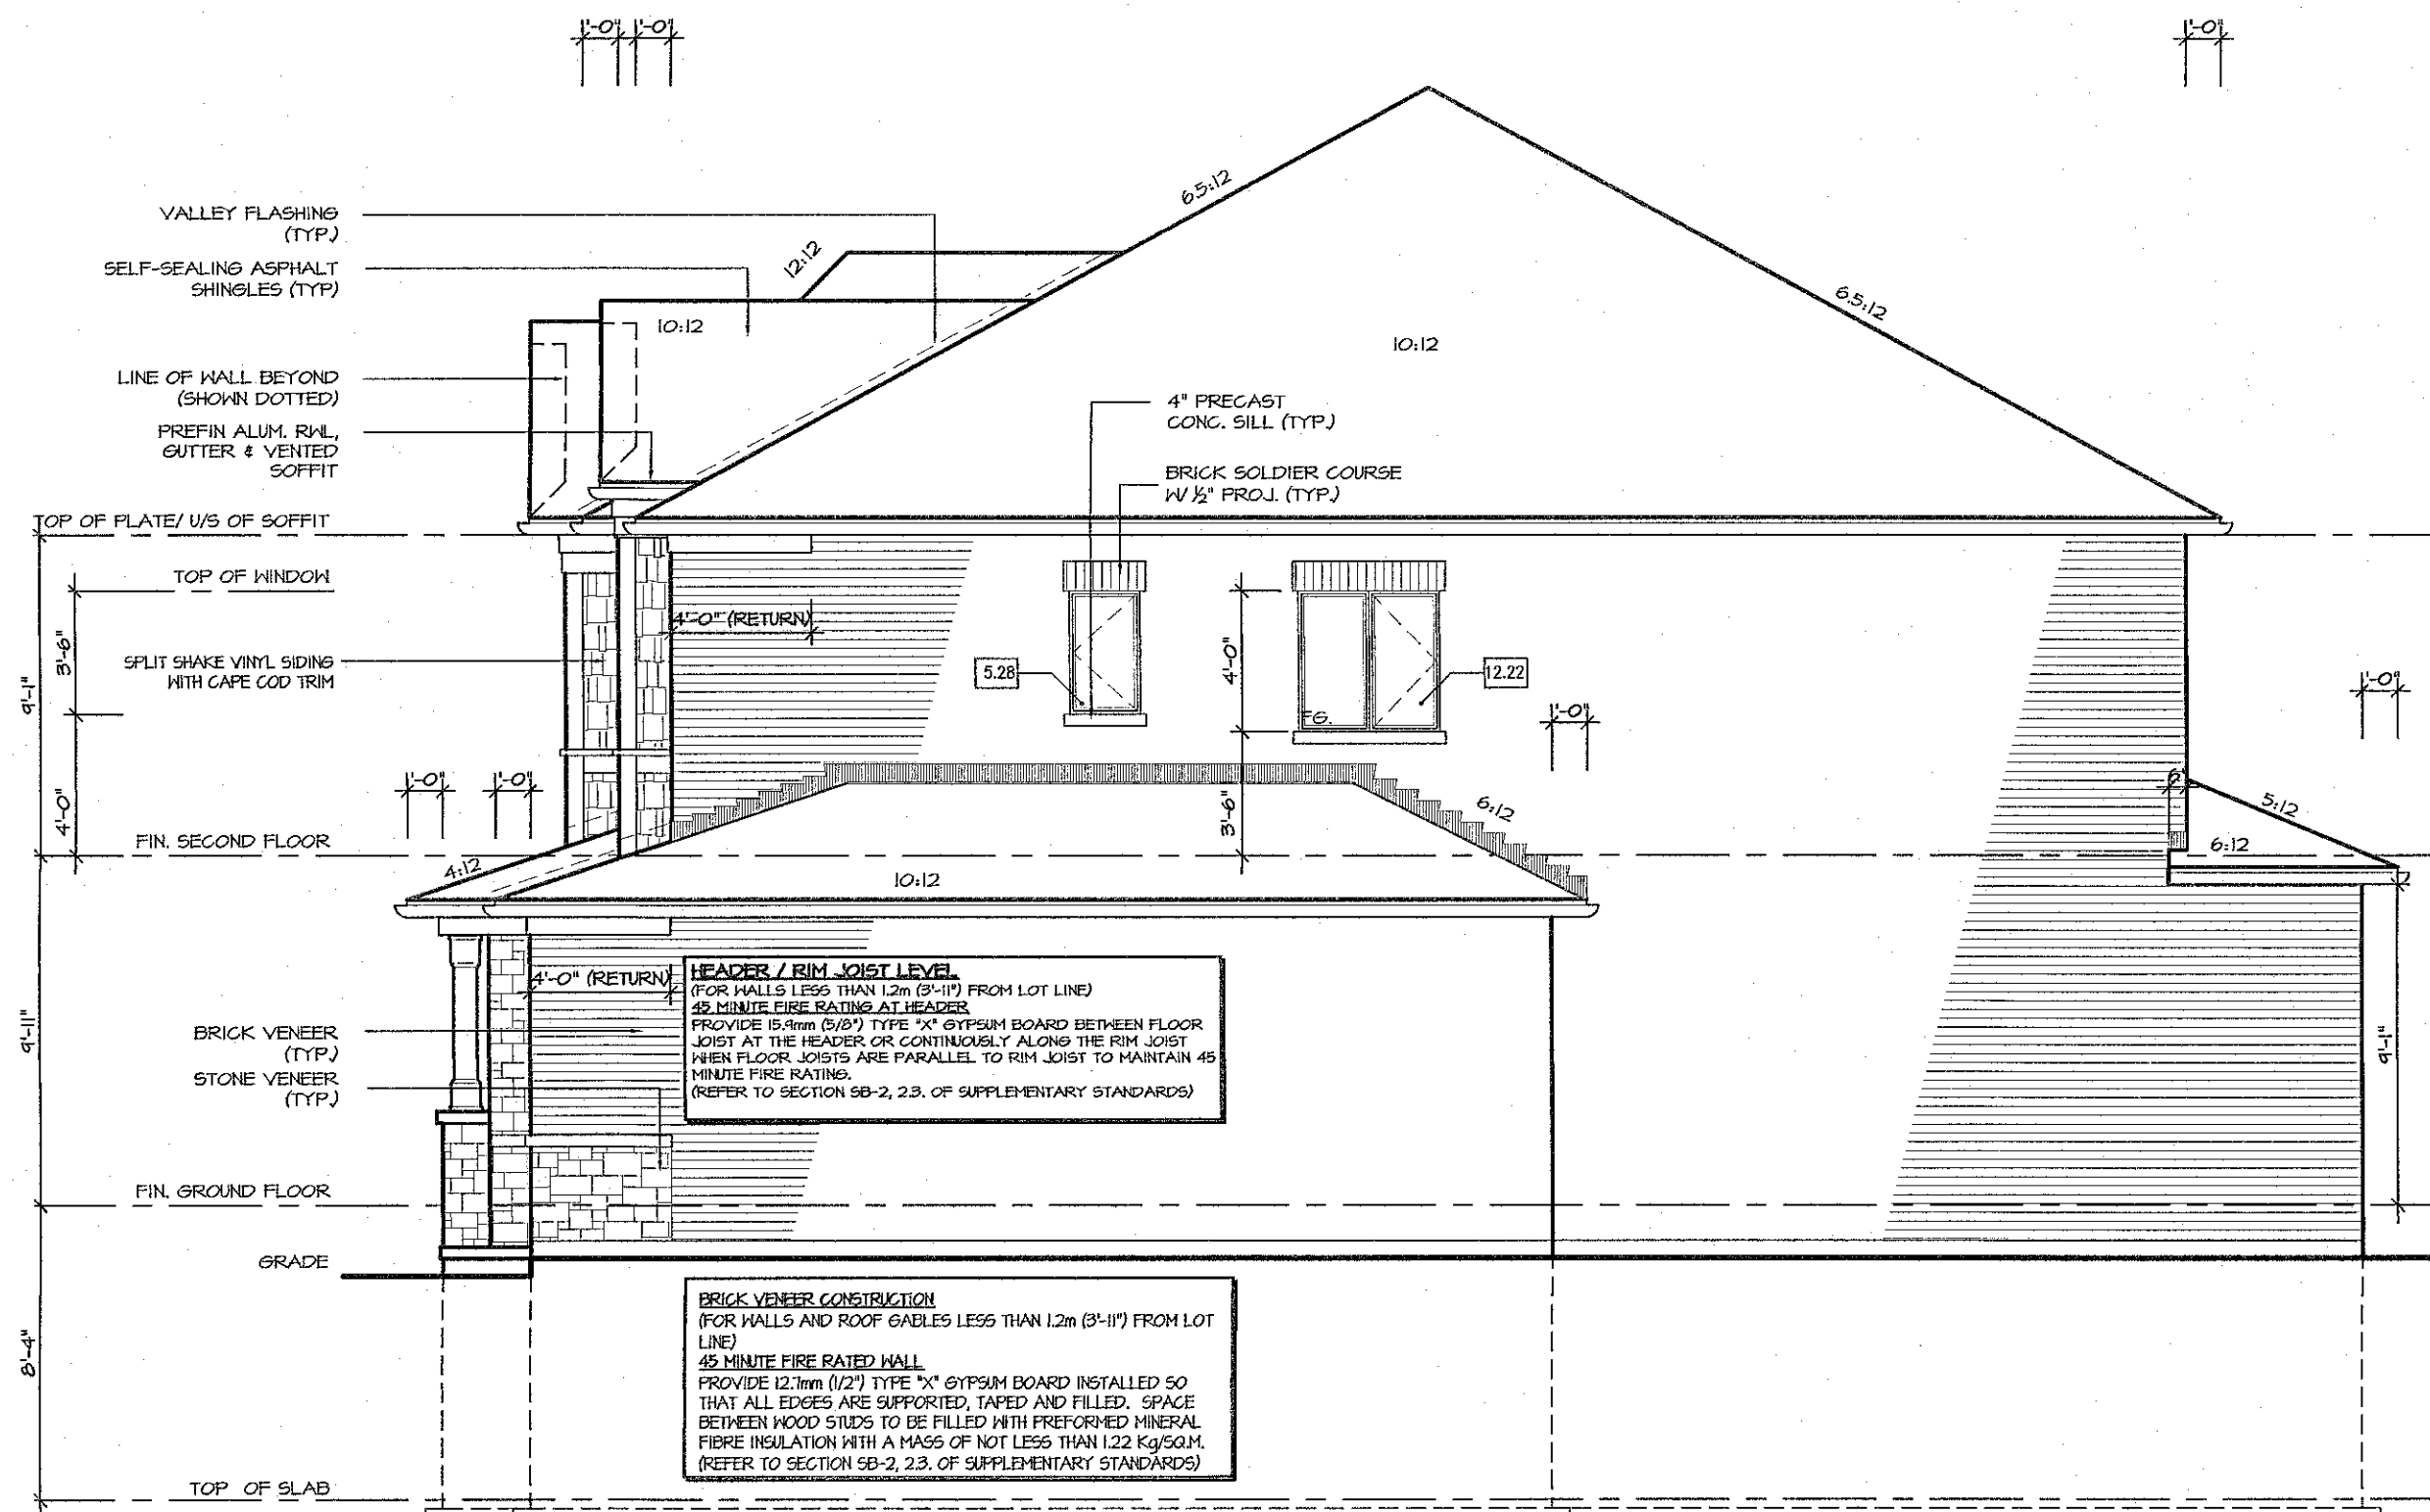 1'-0" 1'-0" 1'-0"
6.5:12
VALLEY FLASHING
(TYP.)
12:12
SELF-SEALING ASPHALT
SHINGLES (TYP)
6.5:12
10:12
10:12
LINE OF WALL BEYOND
(SHOWN DOTTED)
4" PRECAST
CONC. SILL (TYP.)
PREFIN ALUM. RWL,
GUTTER & VENTED
SOFFIT
BRICK SOLDIER COURSE
W/ ½" PROJ. (TYP.)
TOP OF PLATE/ U/S OF SOFFIT
TOP OF WINDOW
4'-0" (RETURN)
3'-6"
SPLIT SHAKE VINYL SIDING
WITH CAPE COD TRIM
9'-1"
5.28
4'-0"
12.22
1'-0"
FG.
1'-0"
1'-0" 1'-0"
4'-0"
3'-6"
6:12
6"
5:12
FIN. SECOND FLOOR
6:12
4:12
10:12
4'-0" (RETURN)
HEADER / RIM JOIST LEVEL
(FOR WALLS LESS THAN 1.2m (3'-11") FROM LOT LINE)
45 MINUTE FIRE RATING AT HEADER
PROVIDE 15.9mm (5/8") TYPE "X" GYPSUM BOARD BETWEEN FLOOR
JOIST AT THE HEADER OR CONTINUOUSLY ALONG THE RIM JOIST
WHEN FLOOR JOISTS ARE PARALLEL TO RIM JOIST TO MAINTAIN 45
MINUTE FIRE RATING.
(REFER TO SECTION SB-2, 2.3. OF SUPPLEMENTARY STANDARDS)
9'-11"
BRICK VENEER
(TYP.)
STONE VENEER
(TYP.)
9'-1"
FIN. GROUND FLOOR
GRADE
8'-4"
BRICK VENEER CONSTRUCTION
(FOR WALLS AND ROOF GABLES LESS THAN 1.2m (3'-11") FROM LOT
LINE)
45 MINUTE FIRE RATED WALL
PROVIDE 12.7mm (1/2") TYPE "X" GYPSUM BOARD INSTALLED SO
THAT ALL EDGES ARE SUPPORTED, TAPED AND FILLED. SPACE
BETWEEN WOOD STUDS TO BE FILLED WITH PREFORMED MINERAL
FIBRE INSULATION WITH A MASS OF NOT LESS THAN 1.22 Kg/SQ.M.
(REFER TO SECTION SB-2, 2.3. OF SUPPLEMENTARY STANDARDS)
TOP OF SLAB